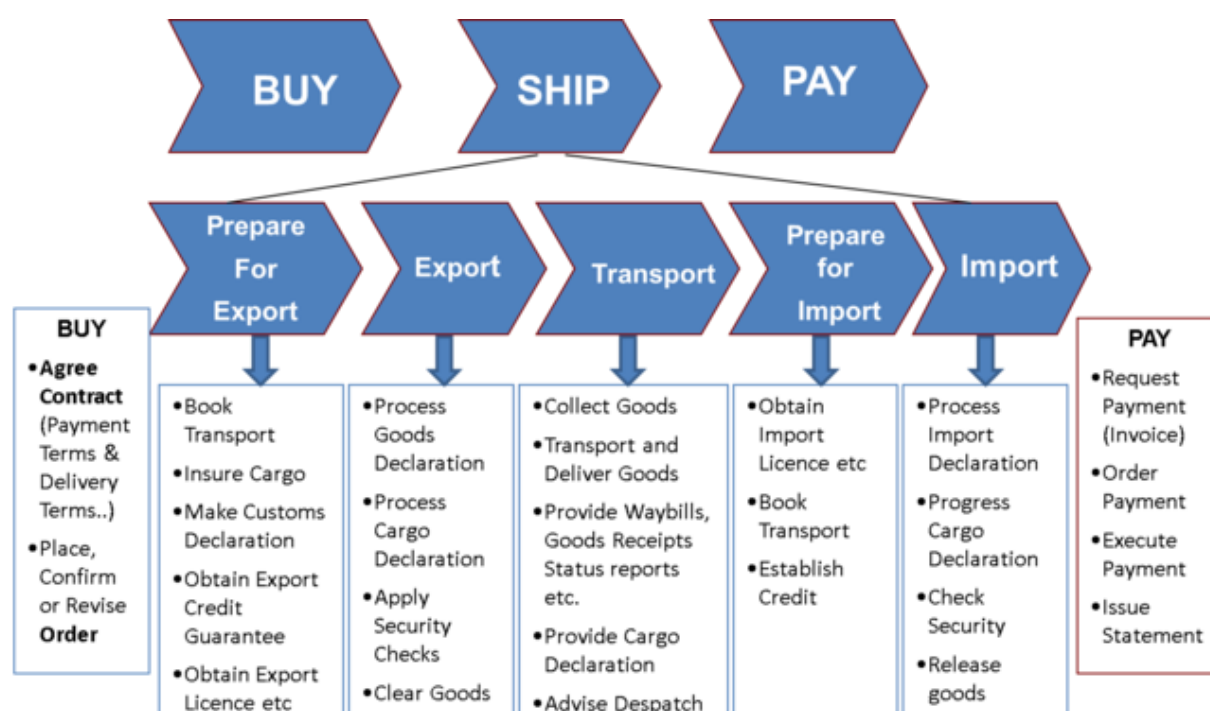 BUY
SHIP
PAY
Prepare
For
Export
Export
Transport
Prepare
for
Import
Import
BUY
•Agree
Contract
(Payment
Terms &
Delivery
Terms..)
•Place,
Confirm
or Revise
Order
•Book
Transport
•Insure Cargo
•Make Customs
Declaration
•Obtain Export
Credit
Guarantee
•Obtain Export
Licence etc
•Process
Goods
Declaration
•Process
Cargo
Declaration
•Apply
Security
Checks
•Clear Goods
•Collect Goods
•Transport and
Deliver Goods
•Provide Waybills,
Goods Receipts
Status reports
etc.
•Provide Cargo
Declaration
•Advise Despatch
•Obtain
Import
Licence etc
•Book
Transport
•Establish
Credit
•Process
Import
Declaration
•Progress
Cargo
Declaration
•Check
Security
•Release
goods
PAY
•Request
Payment
(Invoice)
•Order
Payment
•Execute
Payment
•Issue
Statement